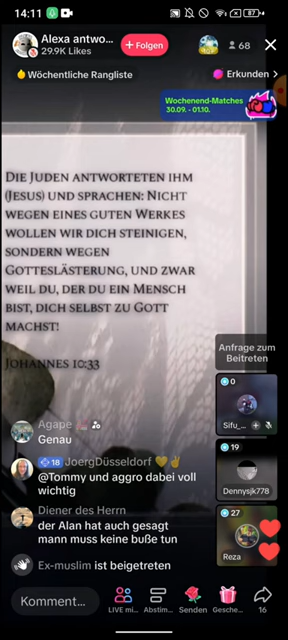 14:11
87
Alexa antwo...
29.9K Likes
+ Folgen
68
Wöchentliche Rangliste
Erkunden >
Wochenend-Matches
30.09. - 01.10.
DIE JUDEN ANTWORTETEN IHM
(JESUS) UND SPRACHEN: NICHT
WEGEN EINES GUTEN WERKES
WOLLEN WIR DICH STEINIGEN,
SONDERN WEGEN
GOTTESLÄSTERUNG, UND ZWAR
WEIL DU, DER DU EIN MENSCH
BIST, DICH SELBST ZU GOTT
MACHST!
JOHANNES 10:33
Anfrage zum
Beitreten
0
Sifu_...
19
Dennysjk778
27
Reza
Agape
Genau
18 JoergDüsseldorf
@Tommy und aggro dabei voll
wichtig
Diener des Herrn
der Alan hat auch gesagt
mann muss keine buße tun
Ex-muslim ist beigetreten
Komment...
LIVE mi...
Abstim...
Senden
Gesche...
16